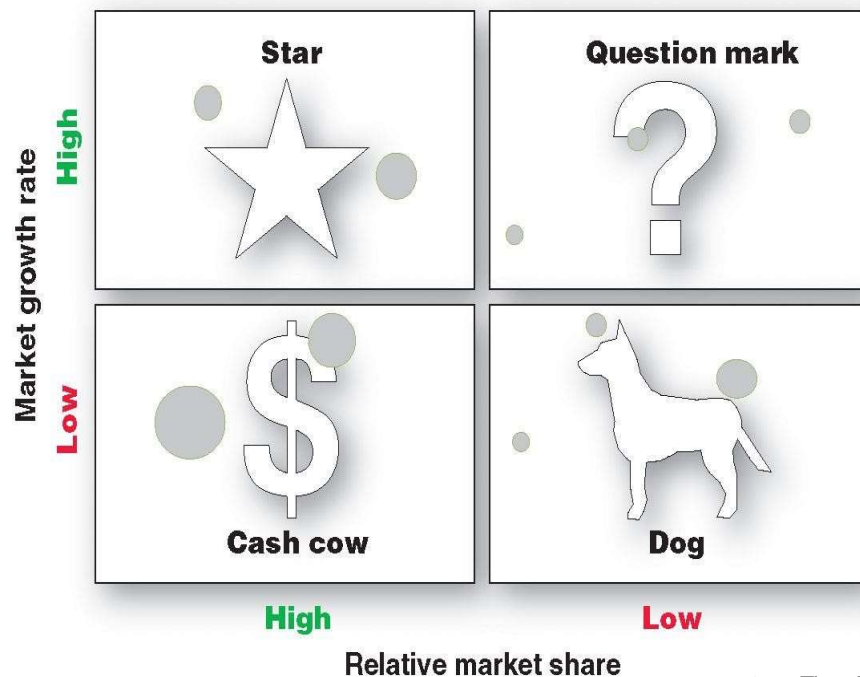 Star
Question mark
High
Market growth rate
Low
Cash cow
Dog
High
Low
Relative market share